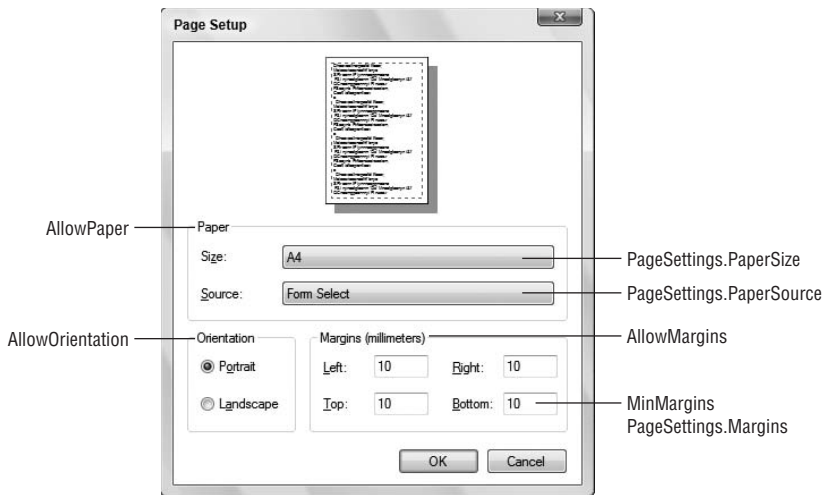 Page Setup
AllowPaper
Paper
Size: A4
PageSettings.PaperSize
Source: Form Select
PageSettings.PaperSource
AllowOrientation
Orientation
Margins (millimeters)
AllowMargins
Portrait
Left: 10 Right: 10
Landscape
Top: 10 Bottom: 10
MinMargins
PageSettings.Margins
OK Cancel